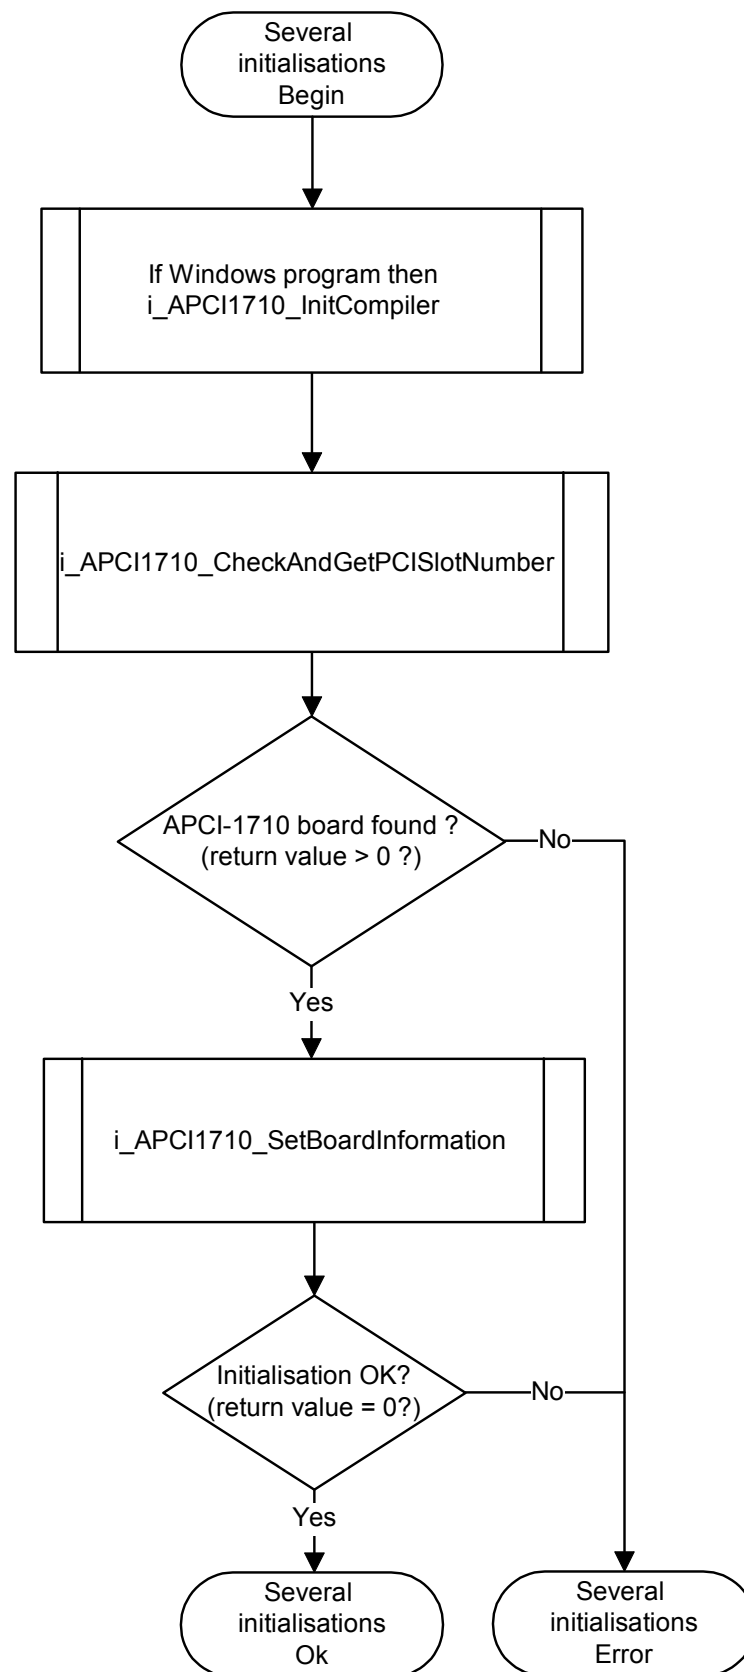 Several
initialisations
Begin
If Windows program then
i_APCI1710_InitCompiler
i_APCI1710_CheckAndGetPCISlotNumber
APCI-1710 board found ?
(return value > 0 ?)
No
Yes
i_APCI1710_SetBoardInformation
Initialisation OK?
(return value = 0?)
No
Yes
Several
initialisations
Ok
Several
initialisations
Error